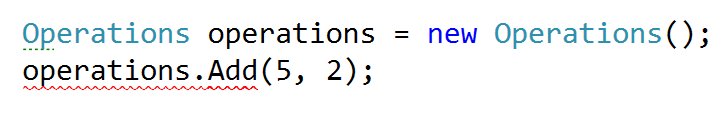 Operations operations = new Operations();
operations.Add(5, 2);